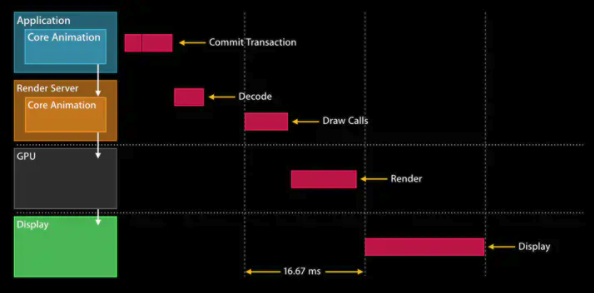 Application
Core Animation
Commit Transaction
Render Server
Core Animation
Decode
Draw Calls
GPU
Render
Display
Display
16.67 ms